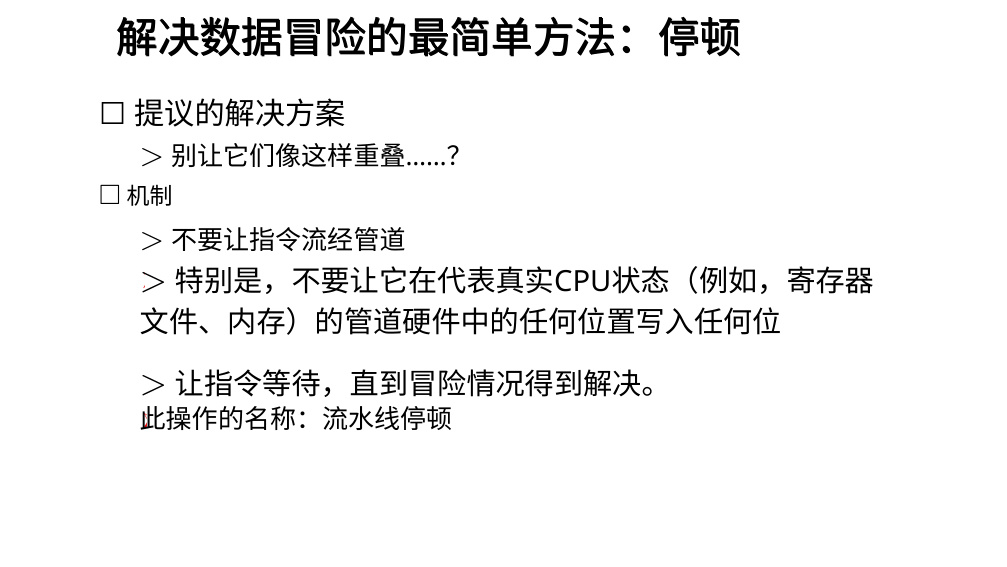 解决数据冒险的最简单方法：停顿
□ 提议的解决方案
＞ 别让它们像这样重叠……？
□ 机制
＞ 不要让指令流经管道
＞ 特别是，不要让它在代表真实CPU状态（例如，寄存器
文件、内存）的管道硬件中的任何位置写入任何位
＞ 让指令等待，直到冒险情况得到解决。
此操作的名称：流水线停顿